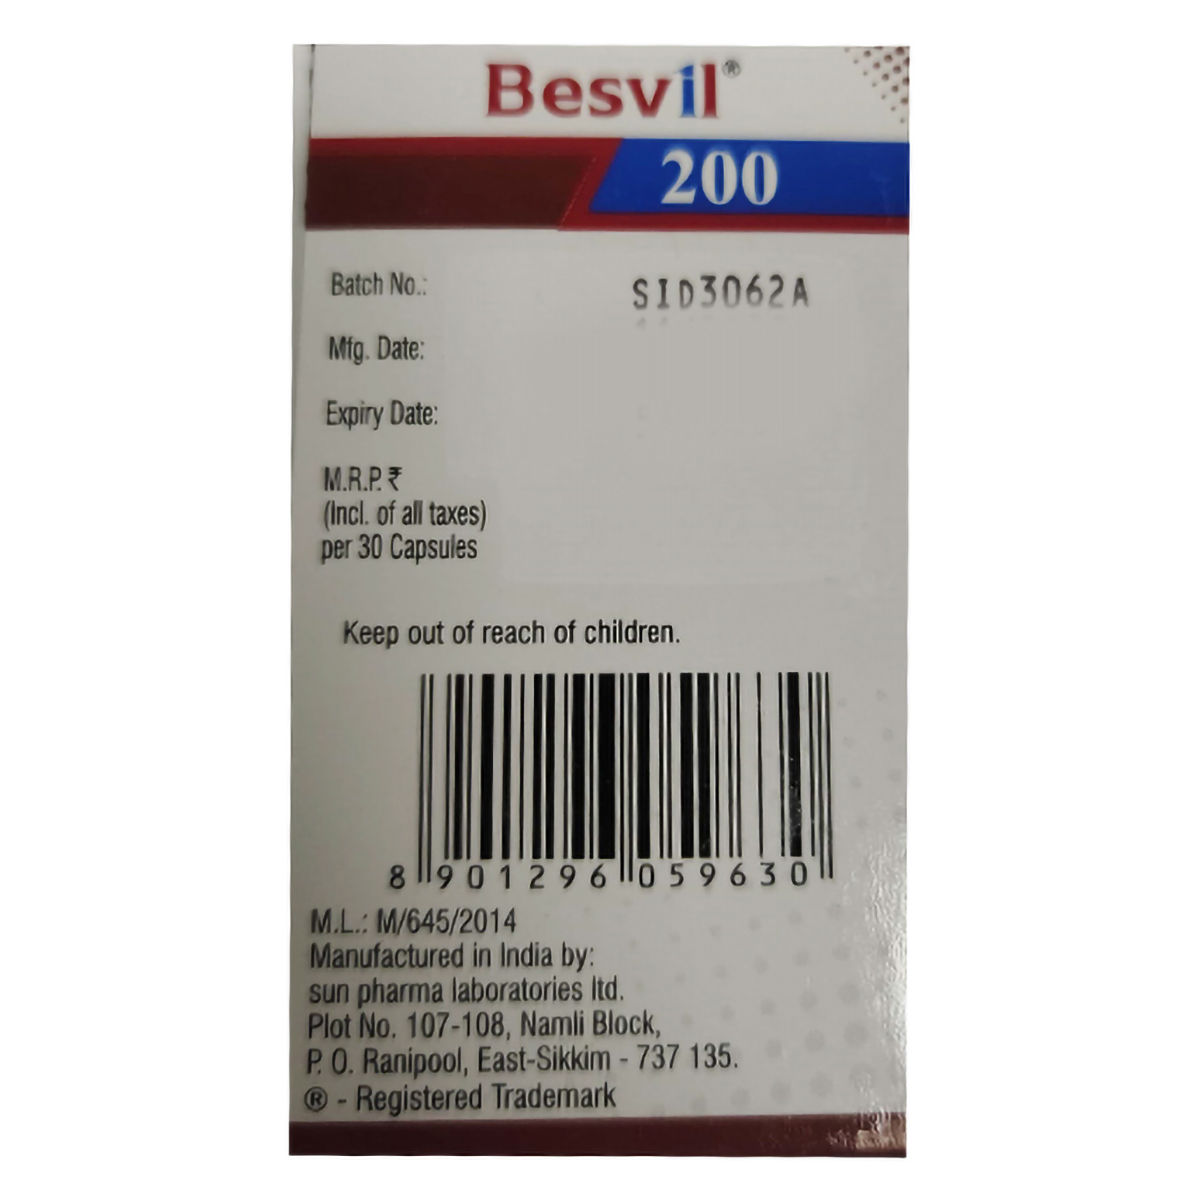 Besvil®
200
Batch No.: SID3062A
Mfg. Date:
Expiry Date:
M.R.P. ₹
(Incl. of all taxes)
per 30 Capsules
Keep out of reach of children.
8 901296 059630
M.L.: M/645/2014
Manufactured in India by:
sun pharma laboratories ltd.
Plot No. 107-108, Namli Block,
P. O. Ranipool, East-Sikkim - 737 135.
® - Registered Trademark